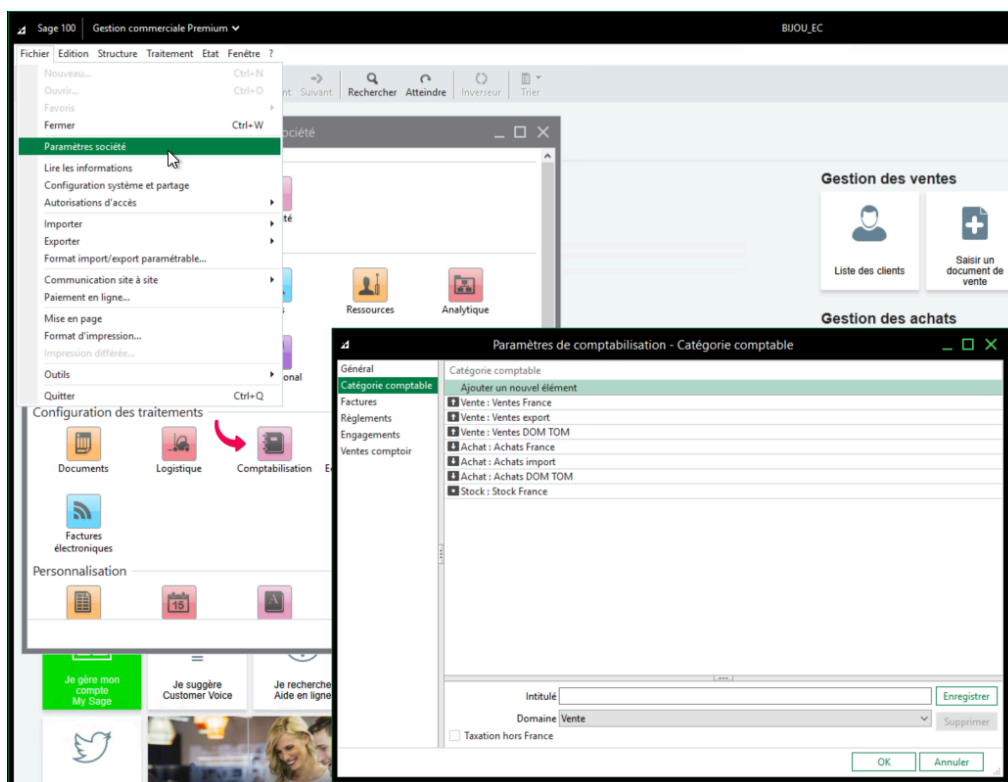 Sage 100 Gestion commerciale Premium BIJOU_EC
Fichier Edition Structure Traitement Etat Fenêtre ?
Nouveau... Ctrl+N
Ouvrir... Ctrl+O
Favoris
Fermer Ctrl+W
Paramètres société
Lire les informations
Configuration système et partage
Autorisations d'accès
Importer
Exporter
Format import/export paramétrable...
Communication site à site
Paiement en ligne...
Mise en page
Format d'impression...
Impression différée...
Outils
Quitter Ctrl+Q
Suivant Rechercher Atteindre Inverseur Trier
ociété
té
Ressources Analytique
onal
Configuration des traitements
Documents Logistique Comptabilisation
Factures
électroniques
Personnalisation
15 A
Gestion des ventes
Liste des clients
Saisir un
document de
vente
Gestion des achats
Paramètres de comptabilisation - Catégorie comptable
Général
Catégorie comptable
Factures
Règlements
Engagements
Ventes comptoir
Catégorie comptable
Ajouter un nouvel élément
Vente : Ventes France
Vente : Ventes export
Vente : Ventes DOM TOM
Achat : Achats France
Achat : Achats import
Achat : Achats DOM TOM
Stock : Stock France
Intitulé Enregistrer
Domaine Vente Supprimer
Taxation hors France
OK Annuler
Je gère mon
compte
My Sage
Je suggère
Customer Voice
Je recherche
Aide en ligne